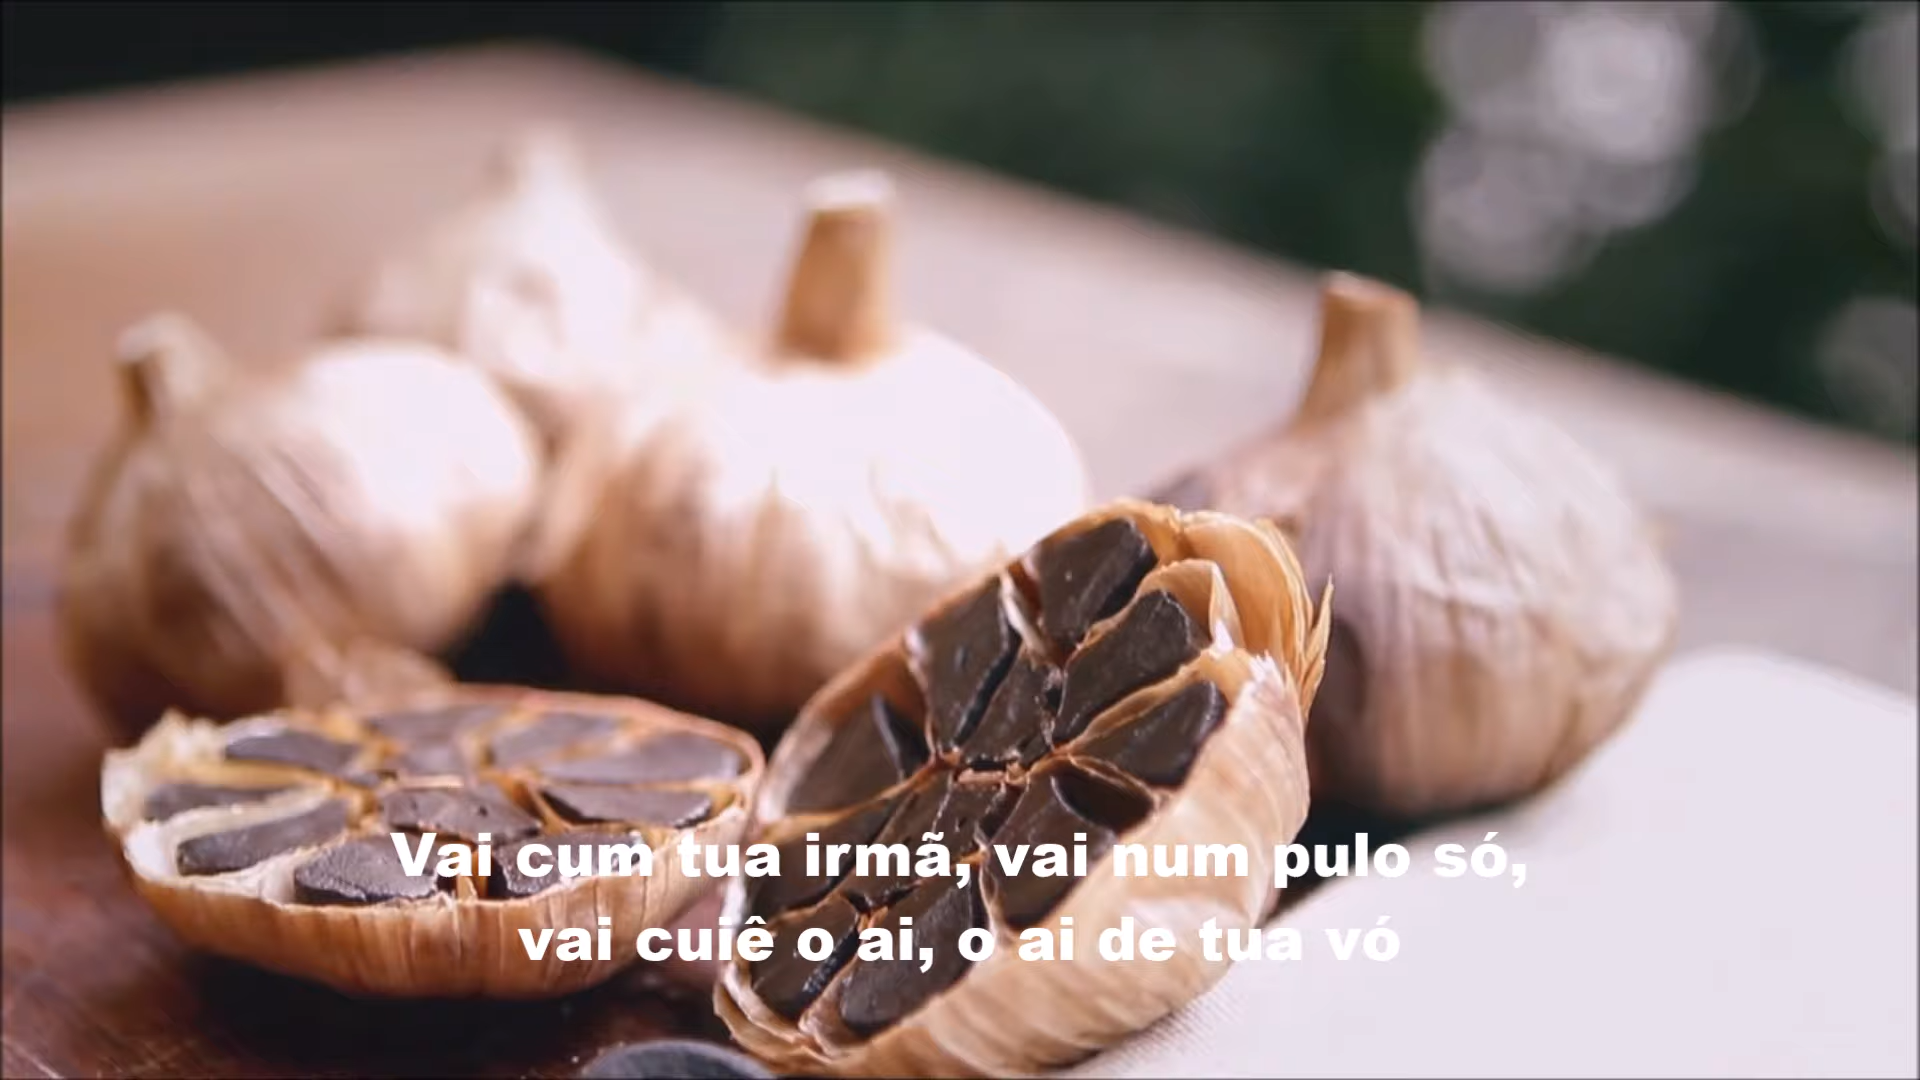 Vai cum tua irmã, vai num pulo só,
vai cuiê o ai, o ai de tua vó